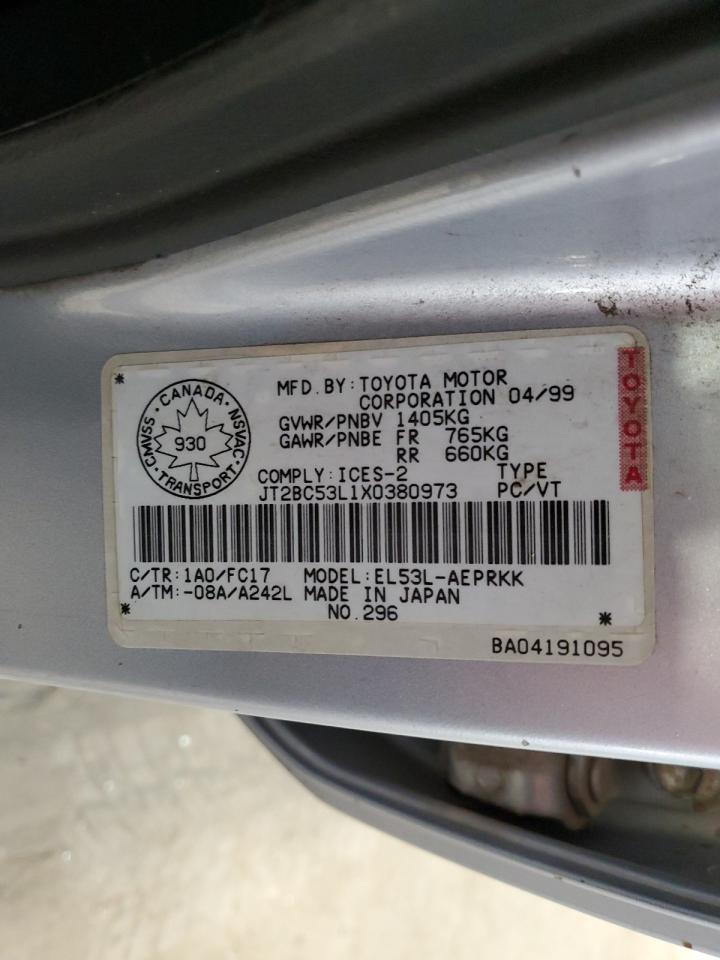 CANADA · NSVAC · TRANSPORT · CMVSS ·
930
MFD.BY:TOYOTA MOTOR
CORPORATION 04/99
GVWR/PNBV 1405KG
GAWR/PNBE FR 765KG
RR 660KG
COMPLY:ICES-2 TYPE
JT2BC53L1X0380973 PC/VT
TOYOTA
C/TR:1A0/FC17 MODEL:EL53L-AEPRKK
A/TM:-08A/A242L MADE IN JAPAN
NO.296
BA04191095